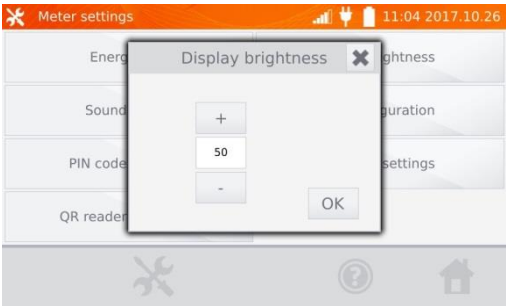 Meter settings 11:04 2017.10.26
Display brightness
Energ ghtness
+
Sound guration
50
PIN code settings
-
OK
QR reader